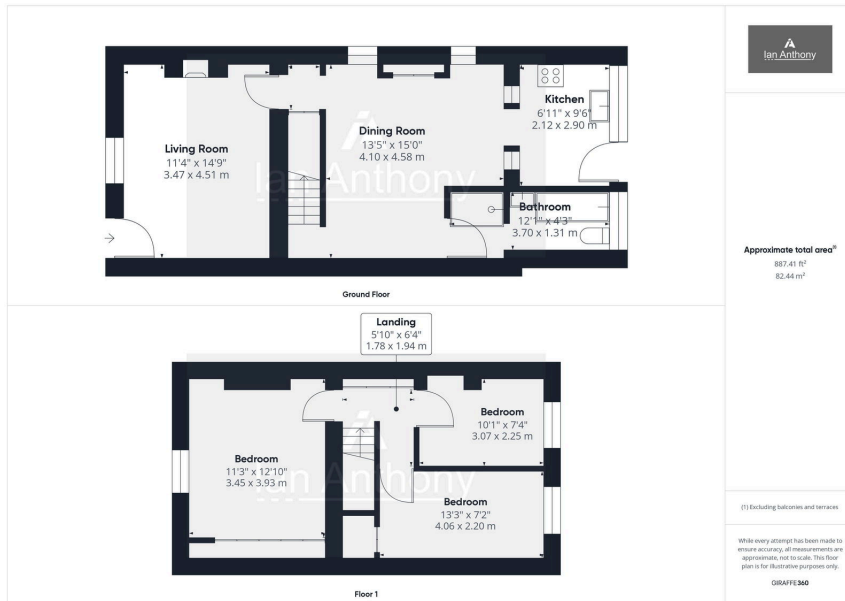 Living Room
11'4" x 14'9"
3.47 x 4.51 m
Dining Room
13'5" x 15'0"
4.10 x 4.58 m
Kitchen
6'11" x 9'6"
2.12 x 2.90 m
Bathroom
12'1" x 4'3"
3.70 x 1.31 m
Ian Anthony
Ground Floor
Landing
5'10" x 6'4"
1.78 x 1.94 m
Bedroom
11'3" x 12'10"
3.45 x 3.93 m
Bedroom
10'1" x 7'4"
3.07 x 2.25 m
Bedroom
13'3" x 7'2"
4.06 x 2.20 m
Ian Anthony
Floor 1
Ian Anthony
Approximate total area(1)
887.41 ft²
82.44 m²
(1) Excluding balconies and terraces
While every attempt has been made to
ensure accuracy, all measurements are
approximate, not to scale. This floor
plan is for illustrative purposes only.
GIRAFFE360